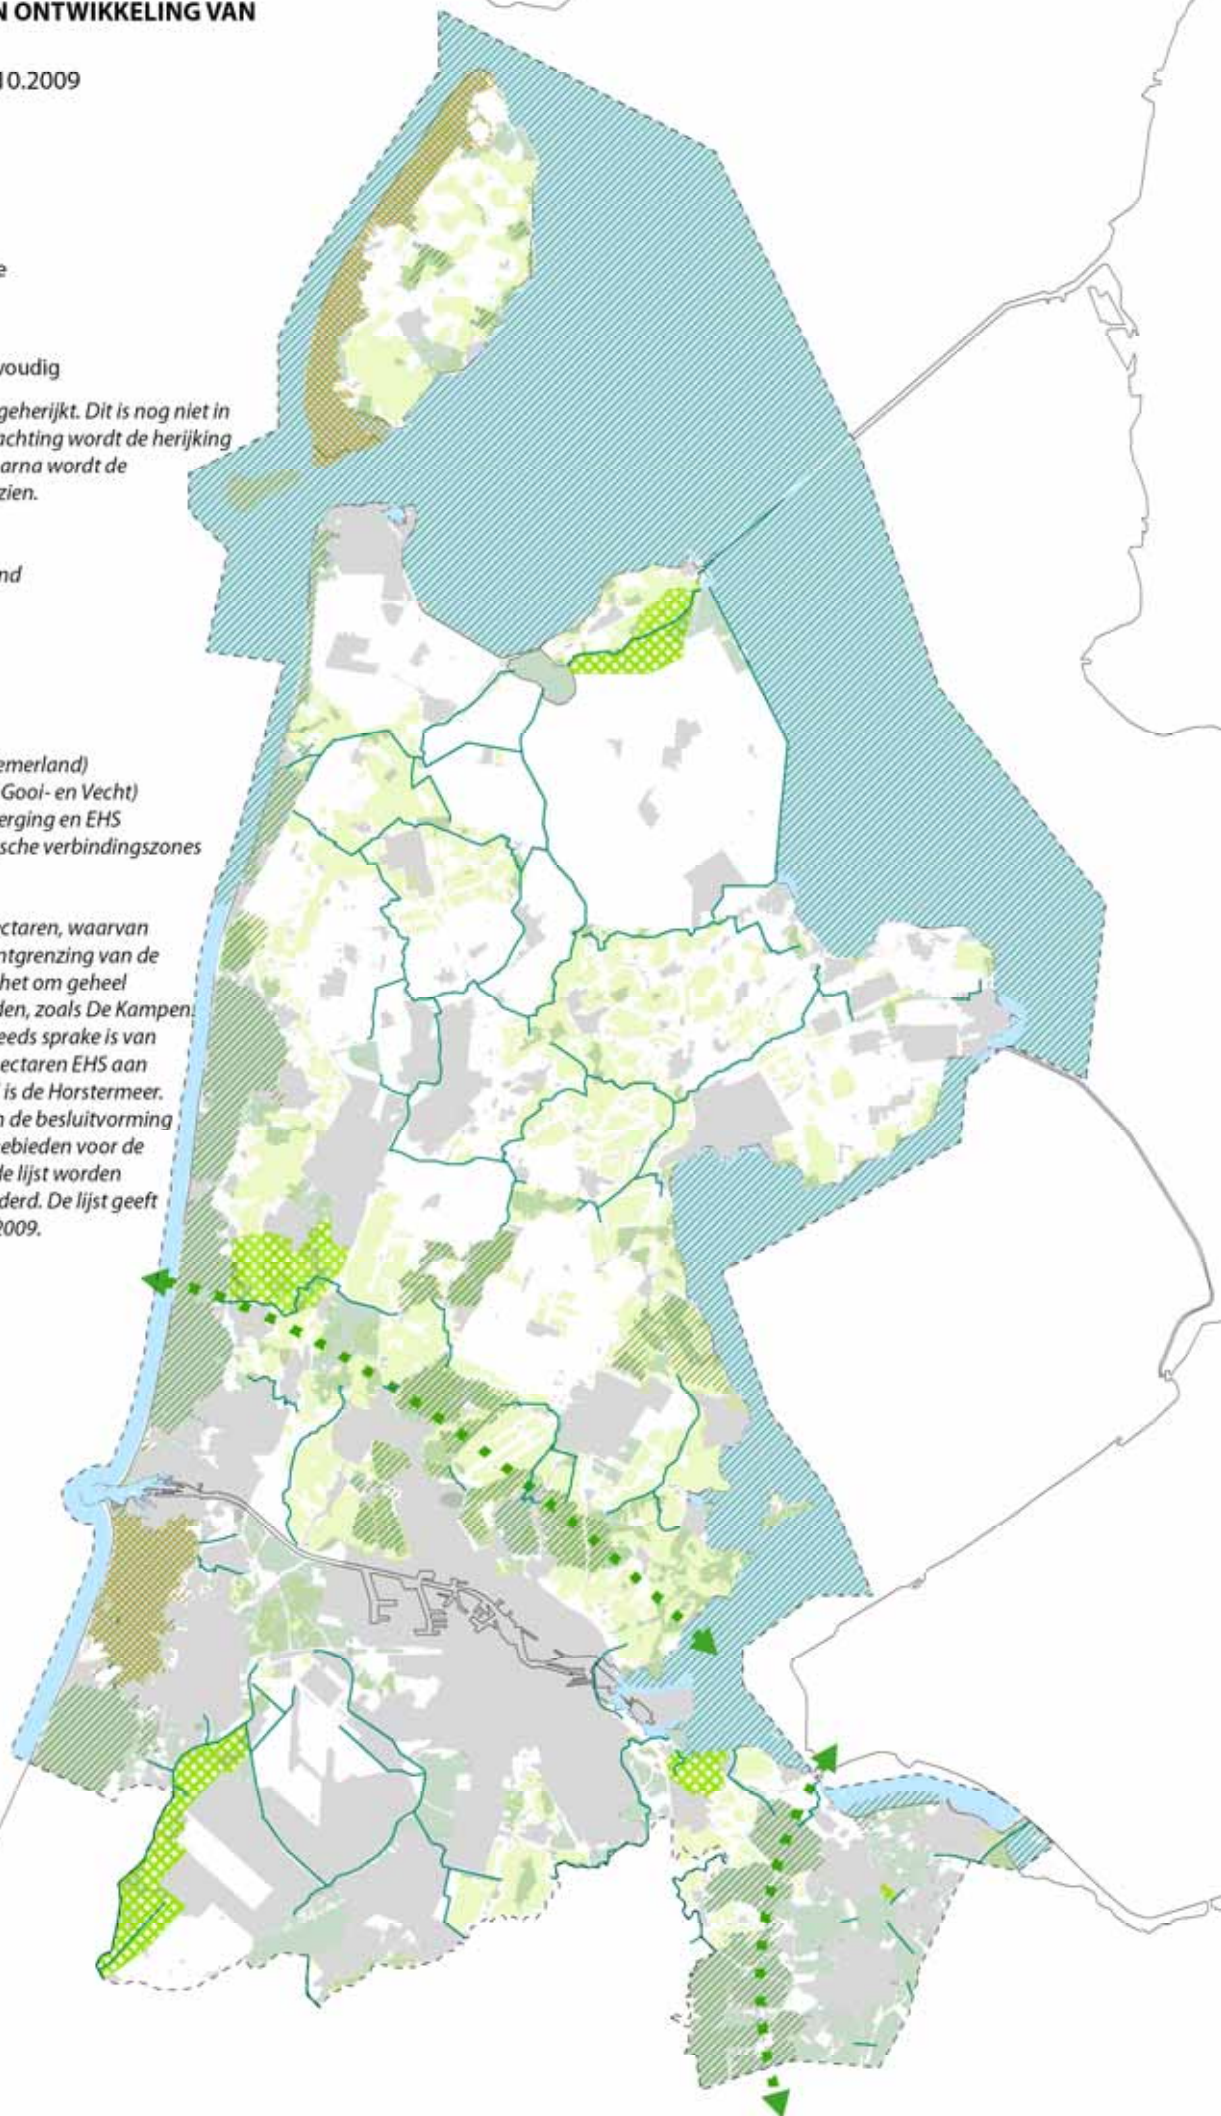 N ONTWIKKELING VAN
10.2009
e
voudig
geherijkt. Dit is nog niet in
achting wordt de herijking
arna wordt de
zien.
nd
emerland)
Gooi- en Vecht)
erging en EHS
sche verbindingszones
ectaren, waarvan
ntgrenzing van de
het om geheel
den, zoals De Kampen.
eeds sprake is van
ectaren EHS aan
is de Horstermeer.
n de besluitvorming
ebieden voor de
de lijst worden
derd. De lijst geeft
2009.